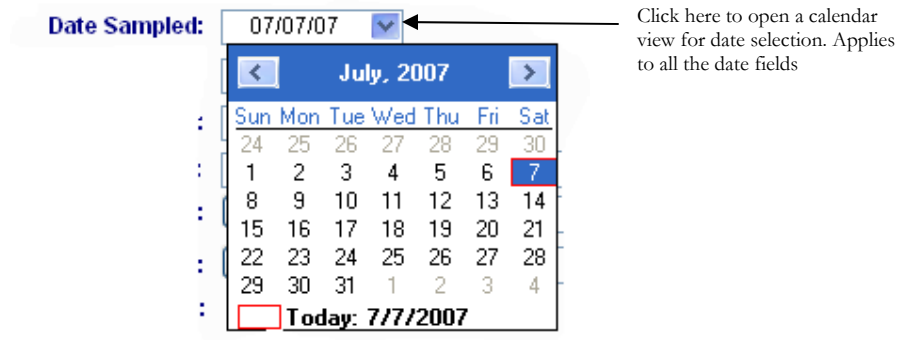 Date Sampled: 07/07/07
Click here to open a calendar
view for date selection. Applies
to all the date fields
July, 2007
Sun Mon Tue Wed Thu Fri Sat
24 25 26 27 28 29 30
1 2 3 4 5 6 7
8 9 10 11 12 13 14
15 16 17 18 19 20 21
22 23 24 25 26 27 28
29 30 31 1 2 3 4
Today: 7/7/2007